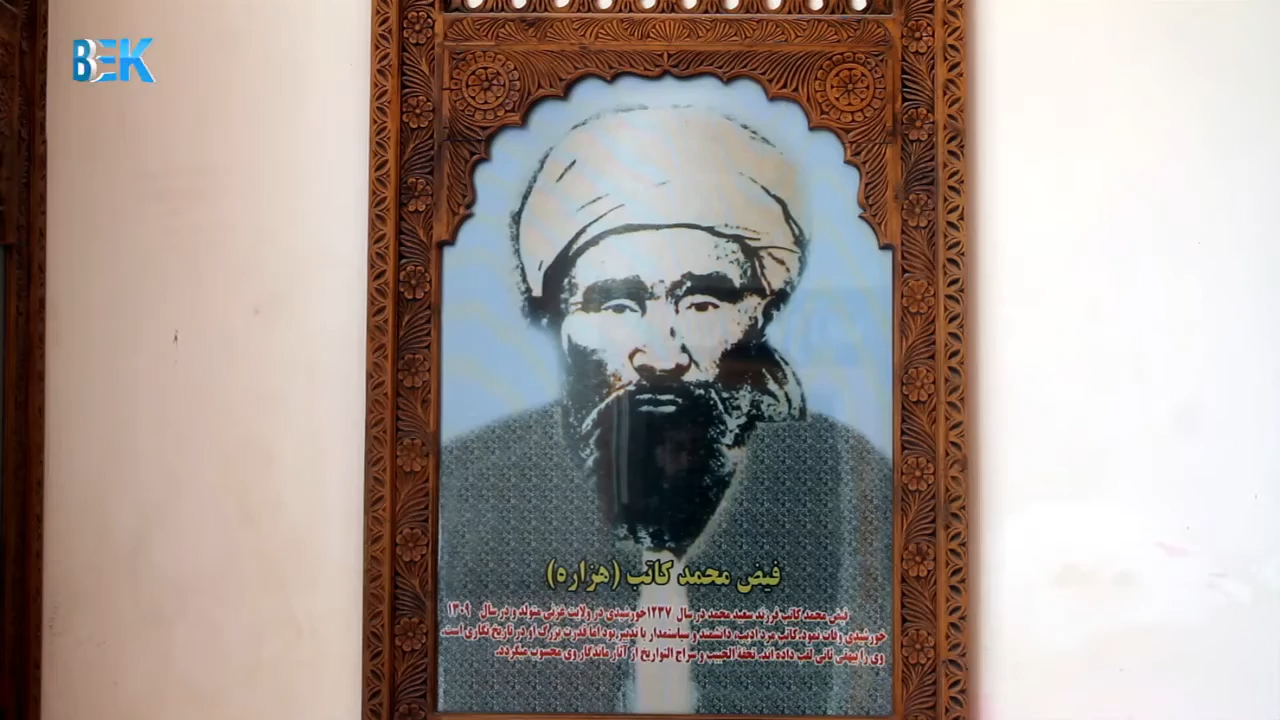 BEK
فیض محمد کاتب (هزاره)
فیض محمد کاتب فرزند سعید محمد در سال ۱۲۳۷ خورشیدی در ولایت غزنی متولد و در سال ۱۳۰۹
خورشیدی وفات نمود. کاتب مرد ادیب، دانشمند و سیاستمدار با تدبیر بود اما قدرت بزرگ او در تاریخ نگاری است.
وی را بیهقی ثانی لقب داده اند. تحفة الحبیب و سراج التواریخ از آثار ماندگار وی محسوب میگردد.